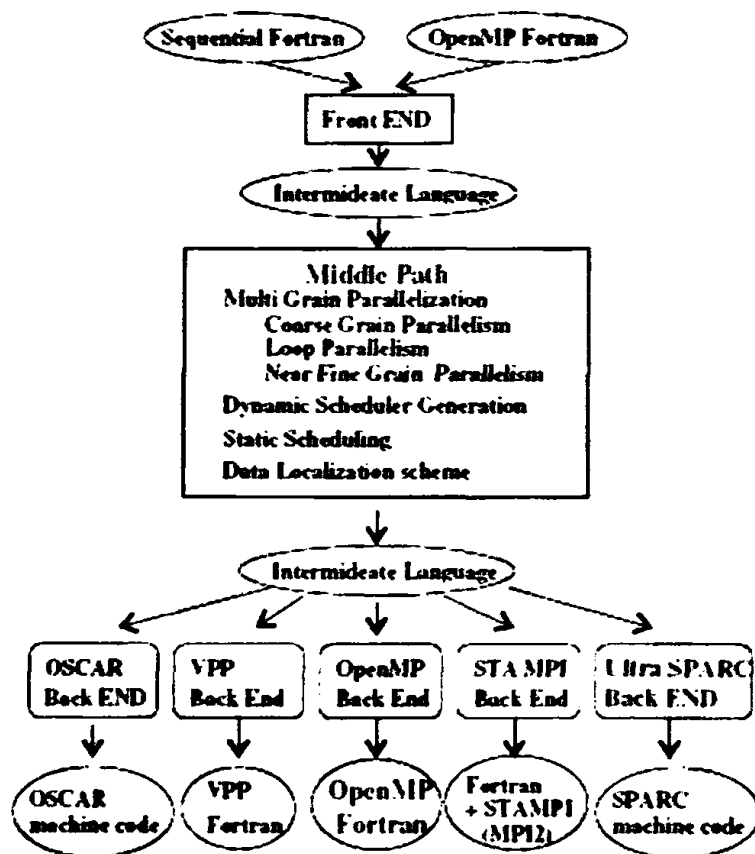 Sequential Fortran
OpenMP Fortran
Front END
Intermideate Language
Middle Path
Multi Grain Parallelization
Coarse Grain Parallelism
Loop Parallelism
Near Fine Grain Parallelism
Dynamic Scheduler Generation
Static Scheduling
Data Localization scheme
Intermideate Language
OSCAR
Back END
VPP
Back End
OpenMP
Back End
STAMPI
Back End
Ultra SPARC
Back END
OSCAR
machine code
VPP
Fortran
OpenMP
Fortran
Fortran
+ STAMPI
(MPI2)
SPARC
machine code